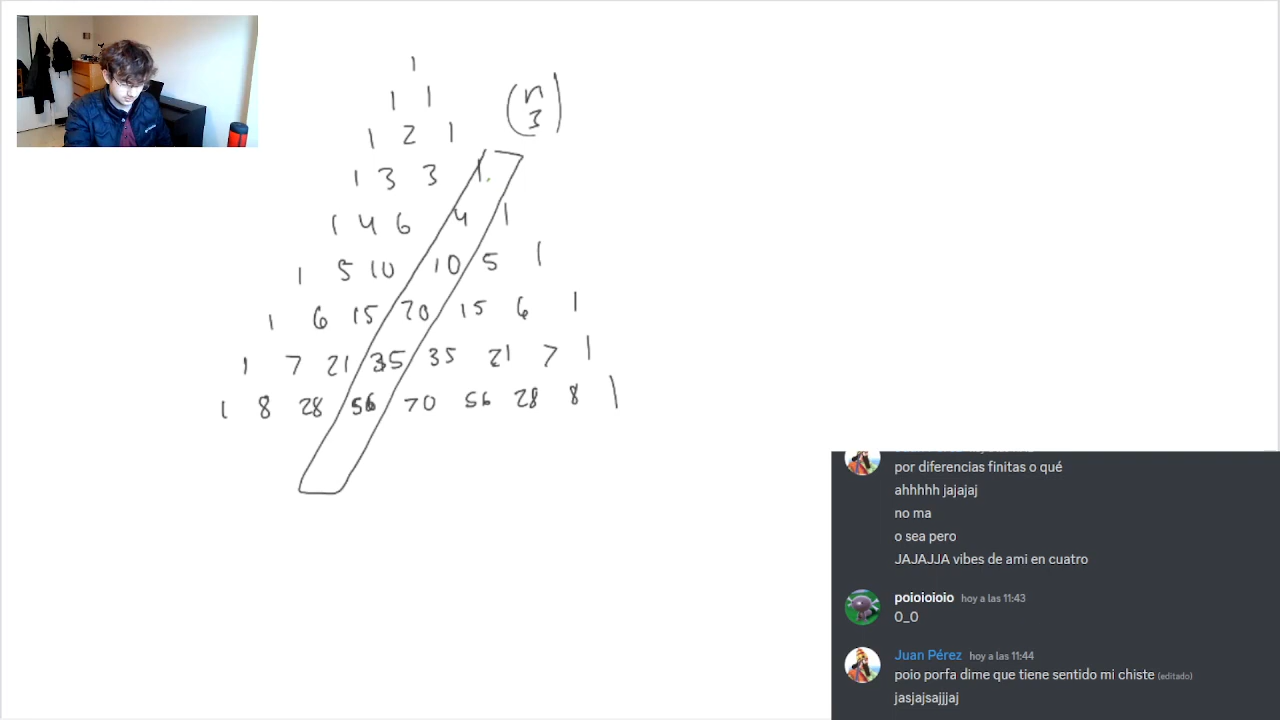 1
1 1
(n 3)
1 2 1
1 3 3 1
1 4 6 4 1
1 5 10 10 5 1
1 6 15 20 15 6 1
1 7 21 35 35 21 7 1
1 8 28 56 70 56 28 8 1
por diferencias finitas o qué
ahhhhh jajajaj
no ma
o sea pero
JAJAJJA vibes de ami en cuatro
poioioioio hoy a las 11:43
0_0
Juan Pérez hoy a las 11:44
poio porfa dime que tiene sentido mi chiste (editado)
jasjajsajjjaj